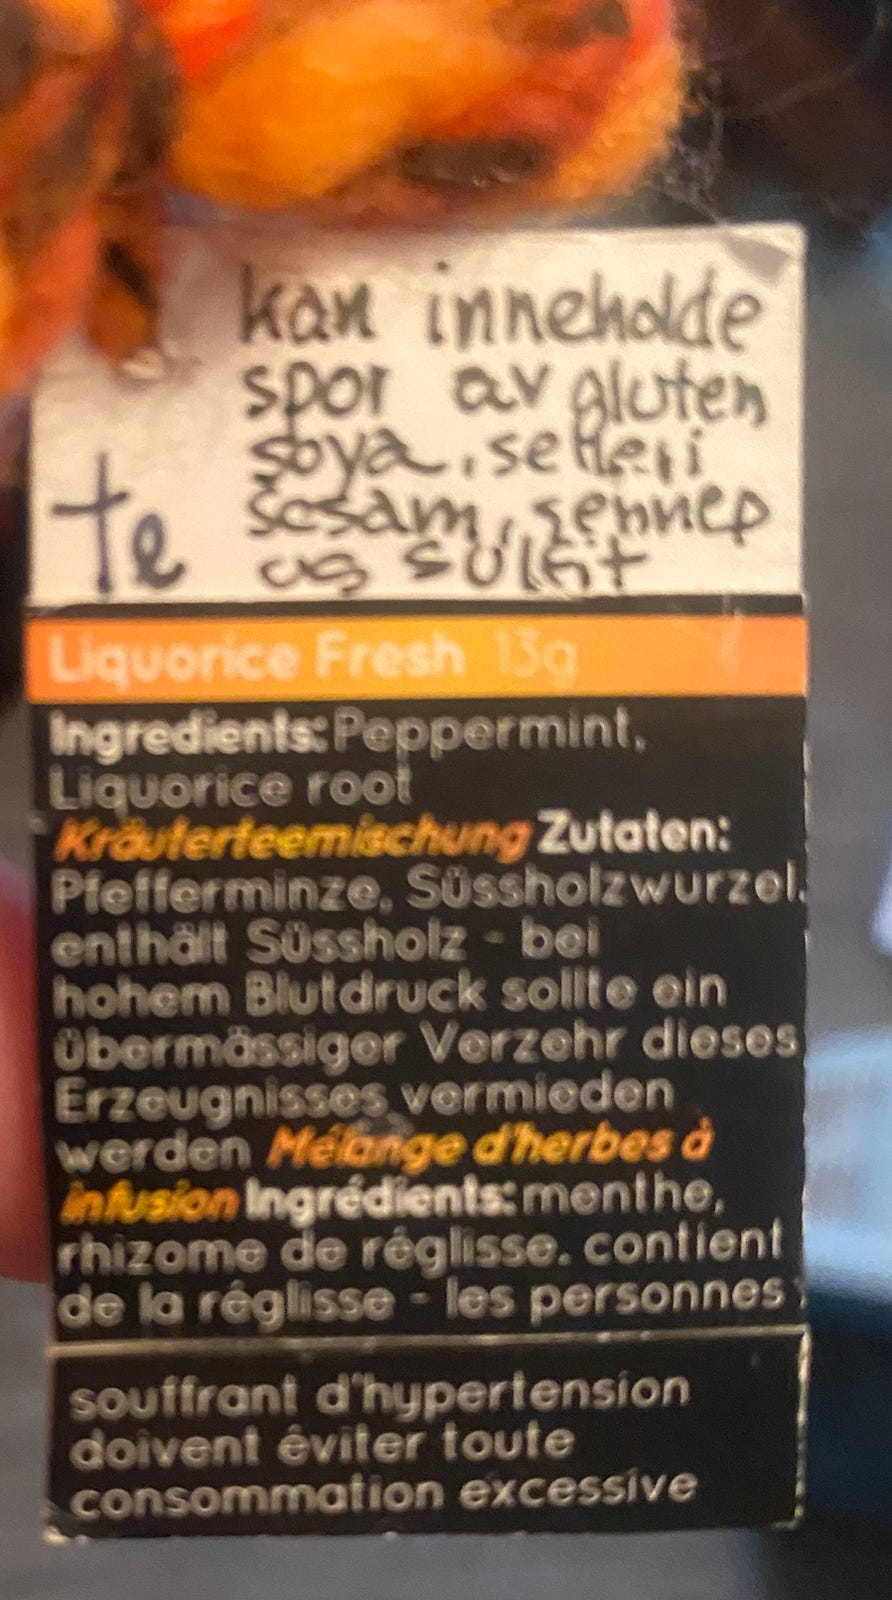 kan inneholde
spor av gluten
soya, selleri
sesam, sennep
og sulfit
te
Liquorice Fresh 13g
Ingredients: Peppermint,
Liquorice root
Kräuterteemischung Zutaten:
Pfefferminze, Süssholzwurzel.
enthält Süssholz - bei
hohem Blutdruck sollte ein
übermässiger Verzehr dieses
Erzeugnisses vermieden
werden Mélange d'herbes à
infusion Ingrédients: menthe,
rhizome de réglisse. contient
de la réglisse - les personnes
souffrant d'hypertension
doivent éviter toute
consommation excessive